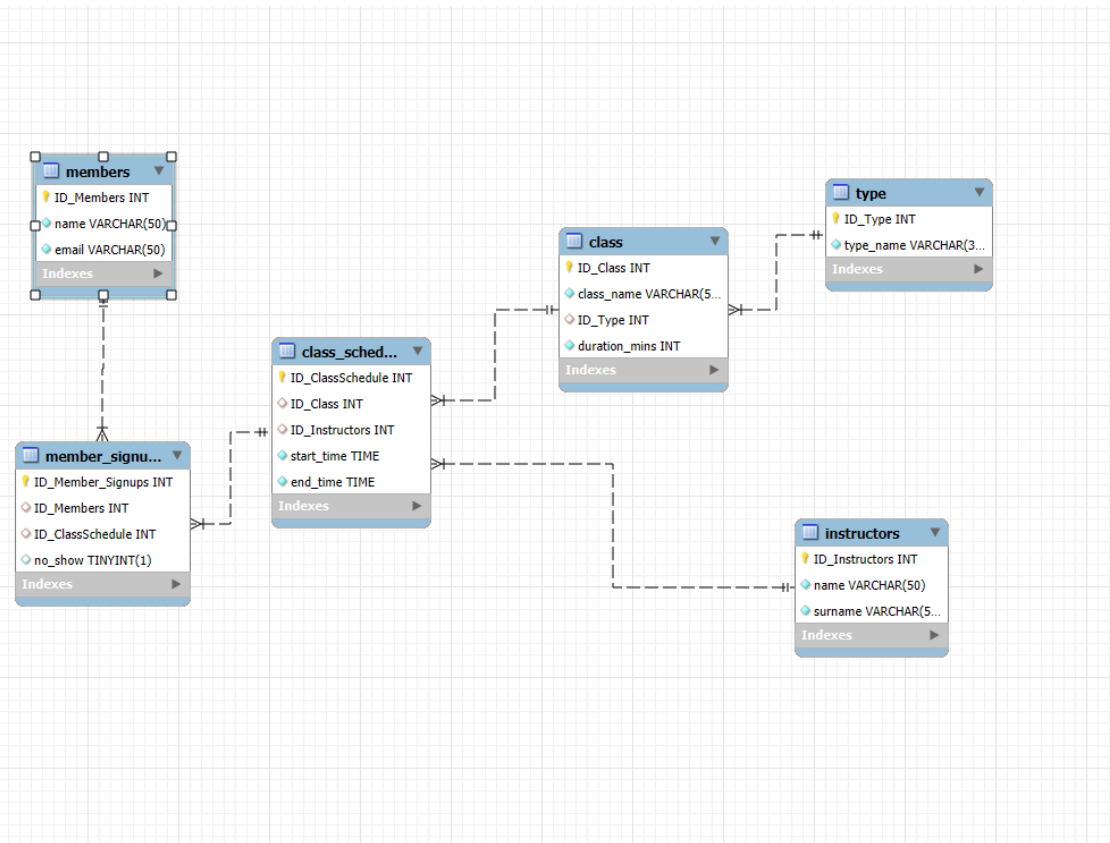 members
ID_Members INT
name VARCHAR(50)
email VARCHAR(50)
Indexes
member_signu...
ID_Member_Signups INT
ID_Members INT
ID_ClassSchedule INT
no_show TINYINT(1)
Indexes
class_sched...
ID_ClassSchedule INT
ID_Class INT
ID_Instructors INT
start_time TIME
end_time TIME
Indexes
class
ID_Class INT
class_name VARCHAR(5...
ID_Type INT
duration_mins INT
Indexes
type
ID_Type INT
type_name VARCHAR(3...
Indexes
instructors
ID_Instructors INT
name VARCHAR(50)
surname VARCHAR(5...
Indexes